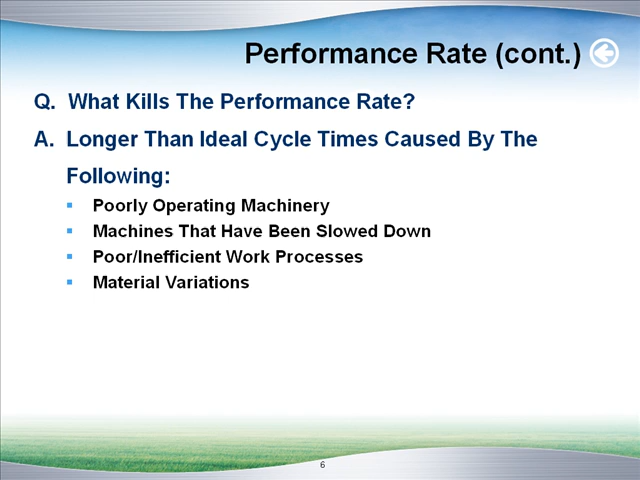 Performance Rate (cont.)
Q. What Kills The Performance Rate?
A. Longer Than Ideal Cycle Times Caused By The
Following:
▪ Poorly Operating Machinery
▪ Machines That Have Been Slowed Down
▪ Poor/Inefficient Work Processes
▪ Material Variations
6